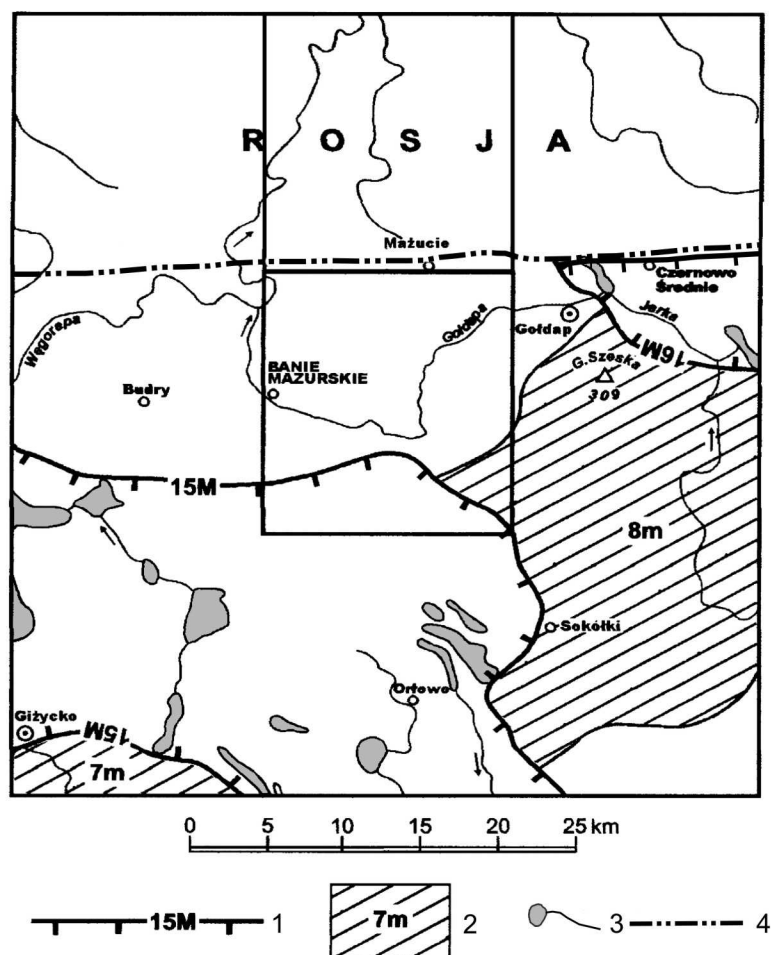 R O S J A
Mażucie
Czernowo
Średnie
Węgorapa
Gołdapa
Gołdap
Jarka
16M1
G. Szeska
309
BANIE
MAZURSKIE
Budry
15M
8m
Sokółki
Orłowo
Giżycko
15M
7m
0 5 10 15 20 25 km
15M 1
7m 2
3
4